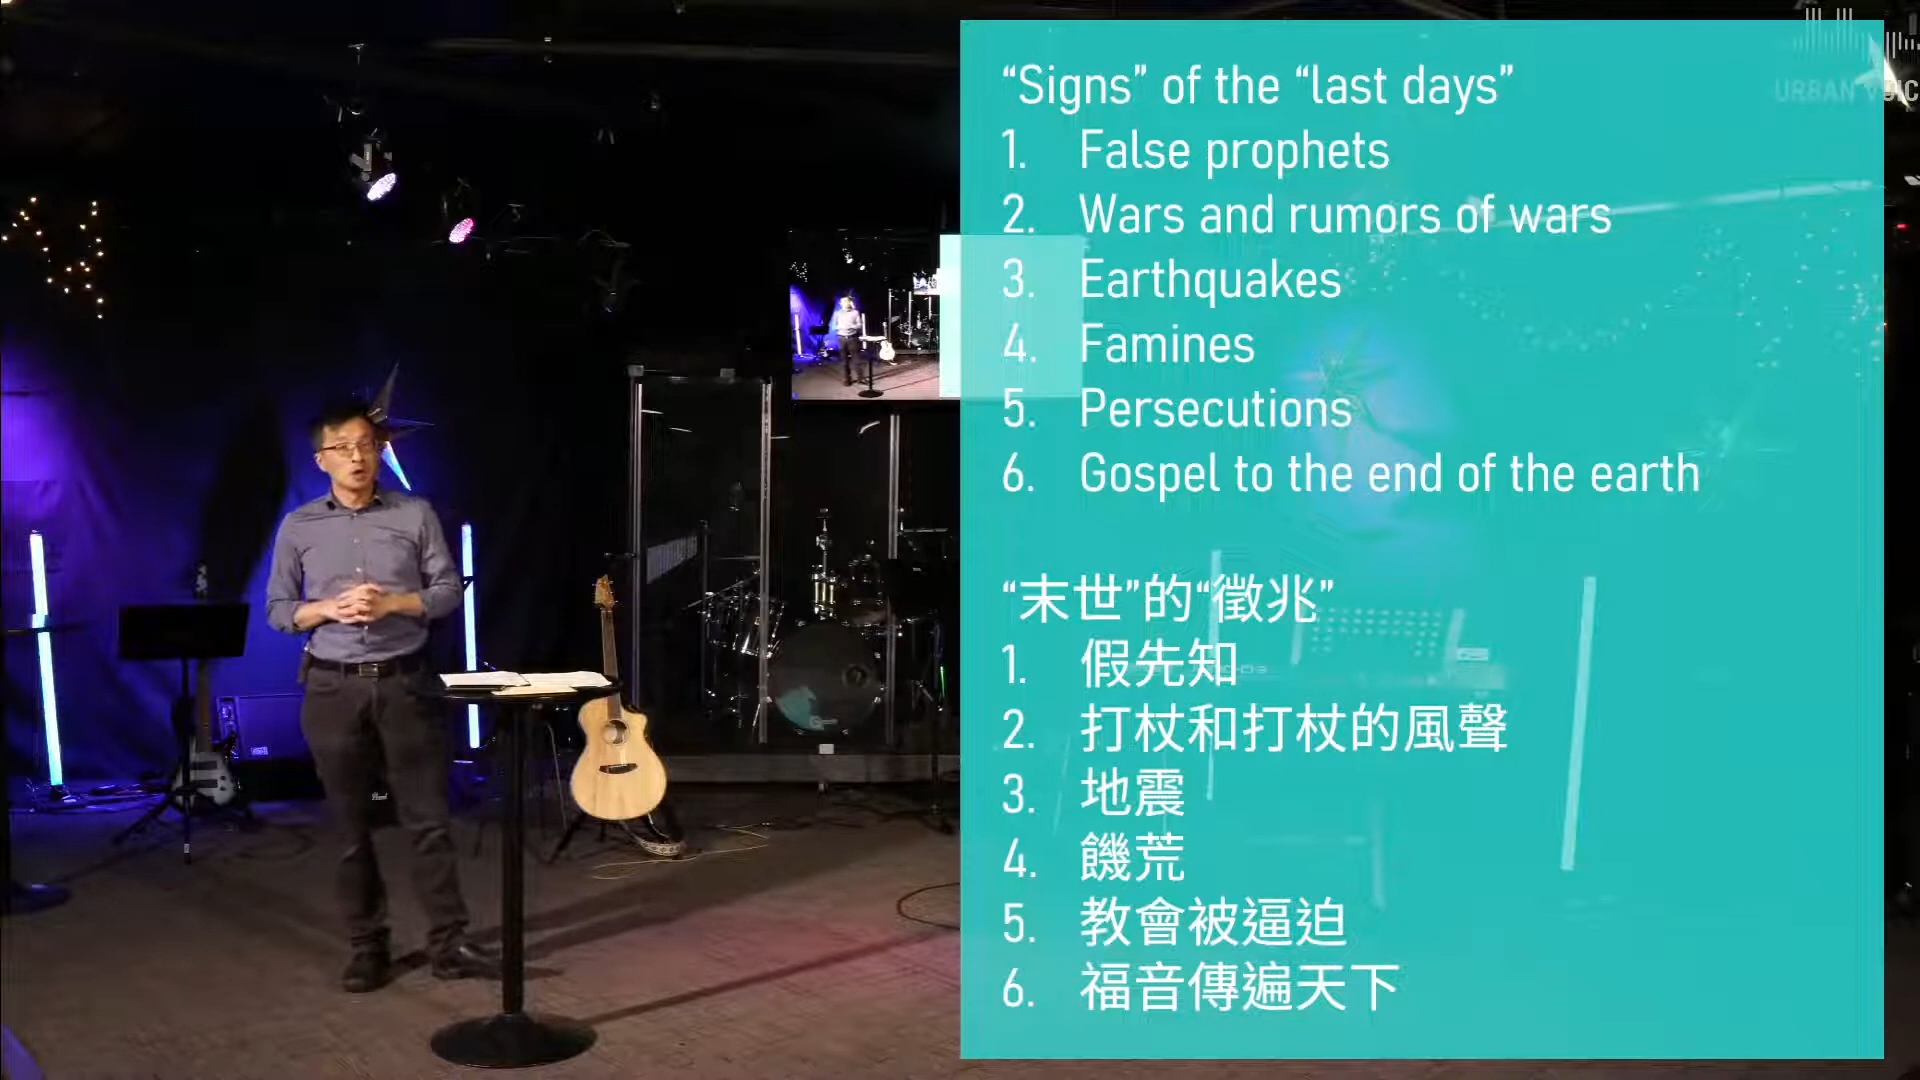 “Signs” of the “last days”
1. False prophets
2. Wars and rumors of wars
3. Earthquakes
4. Famines
5. Persecutions
6. Gospel to the end of the earth
“末世”的“徵兆”
1. 假先知
2. 打杖和打杖的風聲
3. 地震
4. 饑荒
5. 教會被逼迫
6. 福音傳遍天下
URBAN